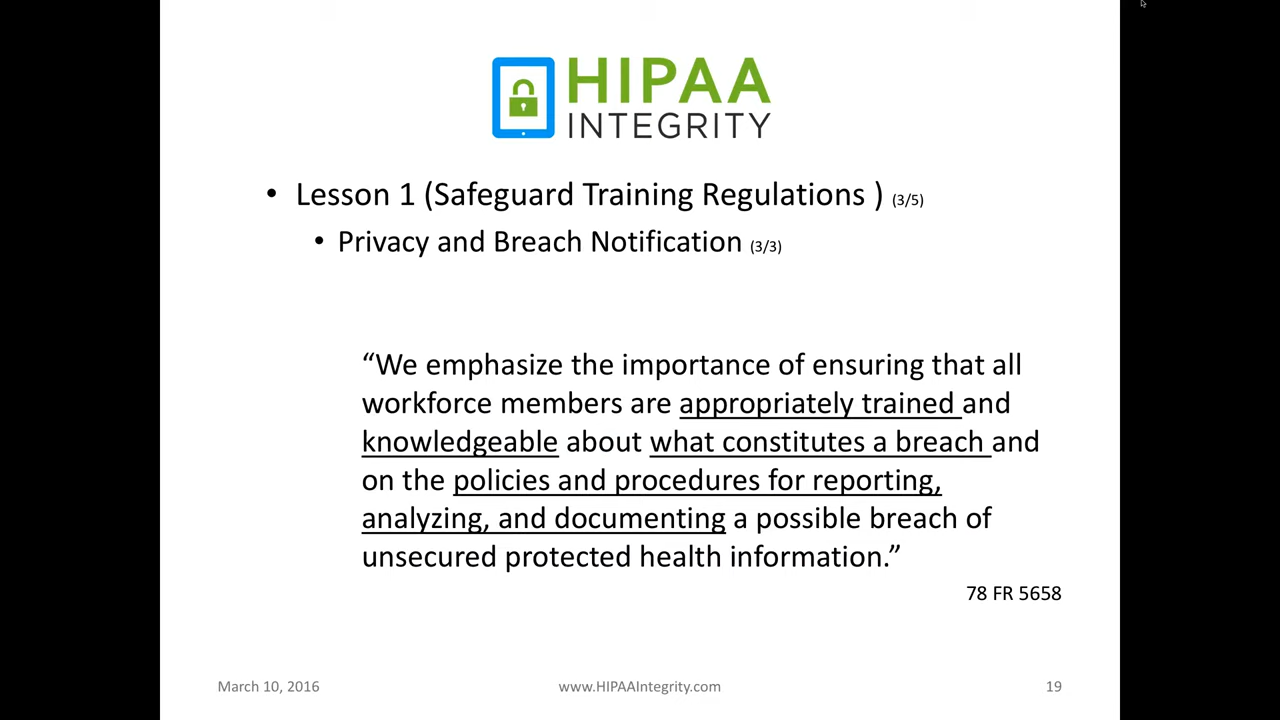 HIPAA
INTEGRITY
• Lesson 1 (Safeguard Training Regulations ) (3/5)
• Privacy and Breach Notification (3/3)
“We emphasize the importance of ensuring that all
workforce members are appropriately trained and
knowledgeable about what constitutes a breach and
on the policies and procedures for reporting,
analyzing, and documenting a possible breach of
unsecured protected health information.”
78 FR 5658
March 10, 2016
www.HIPAAIntegrity.com
19